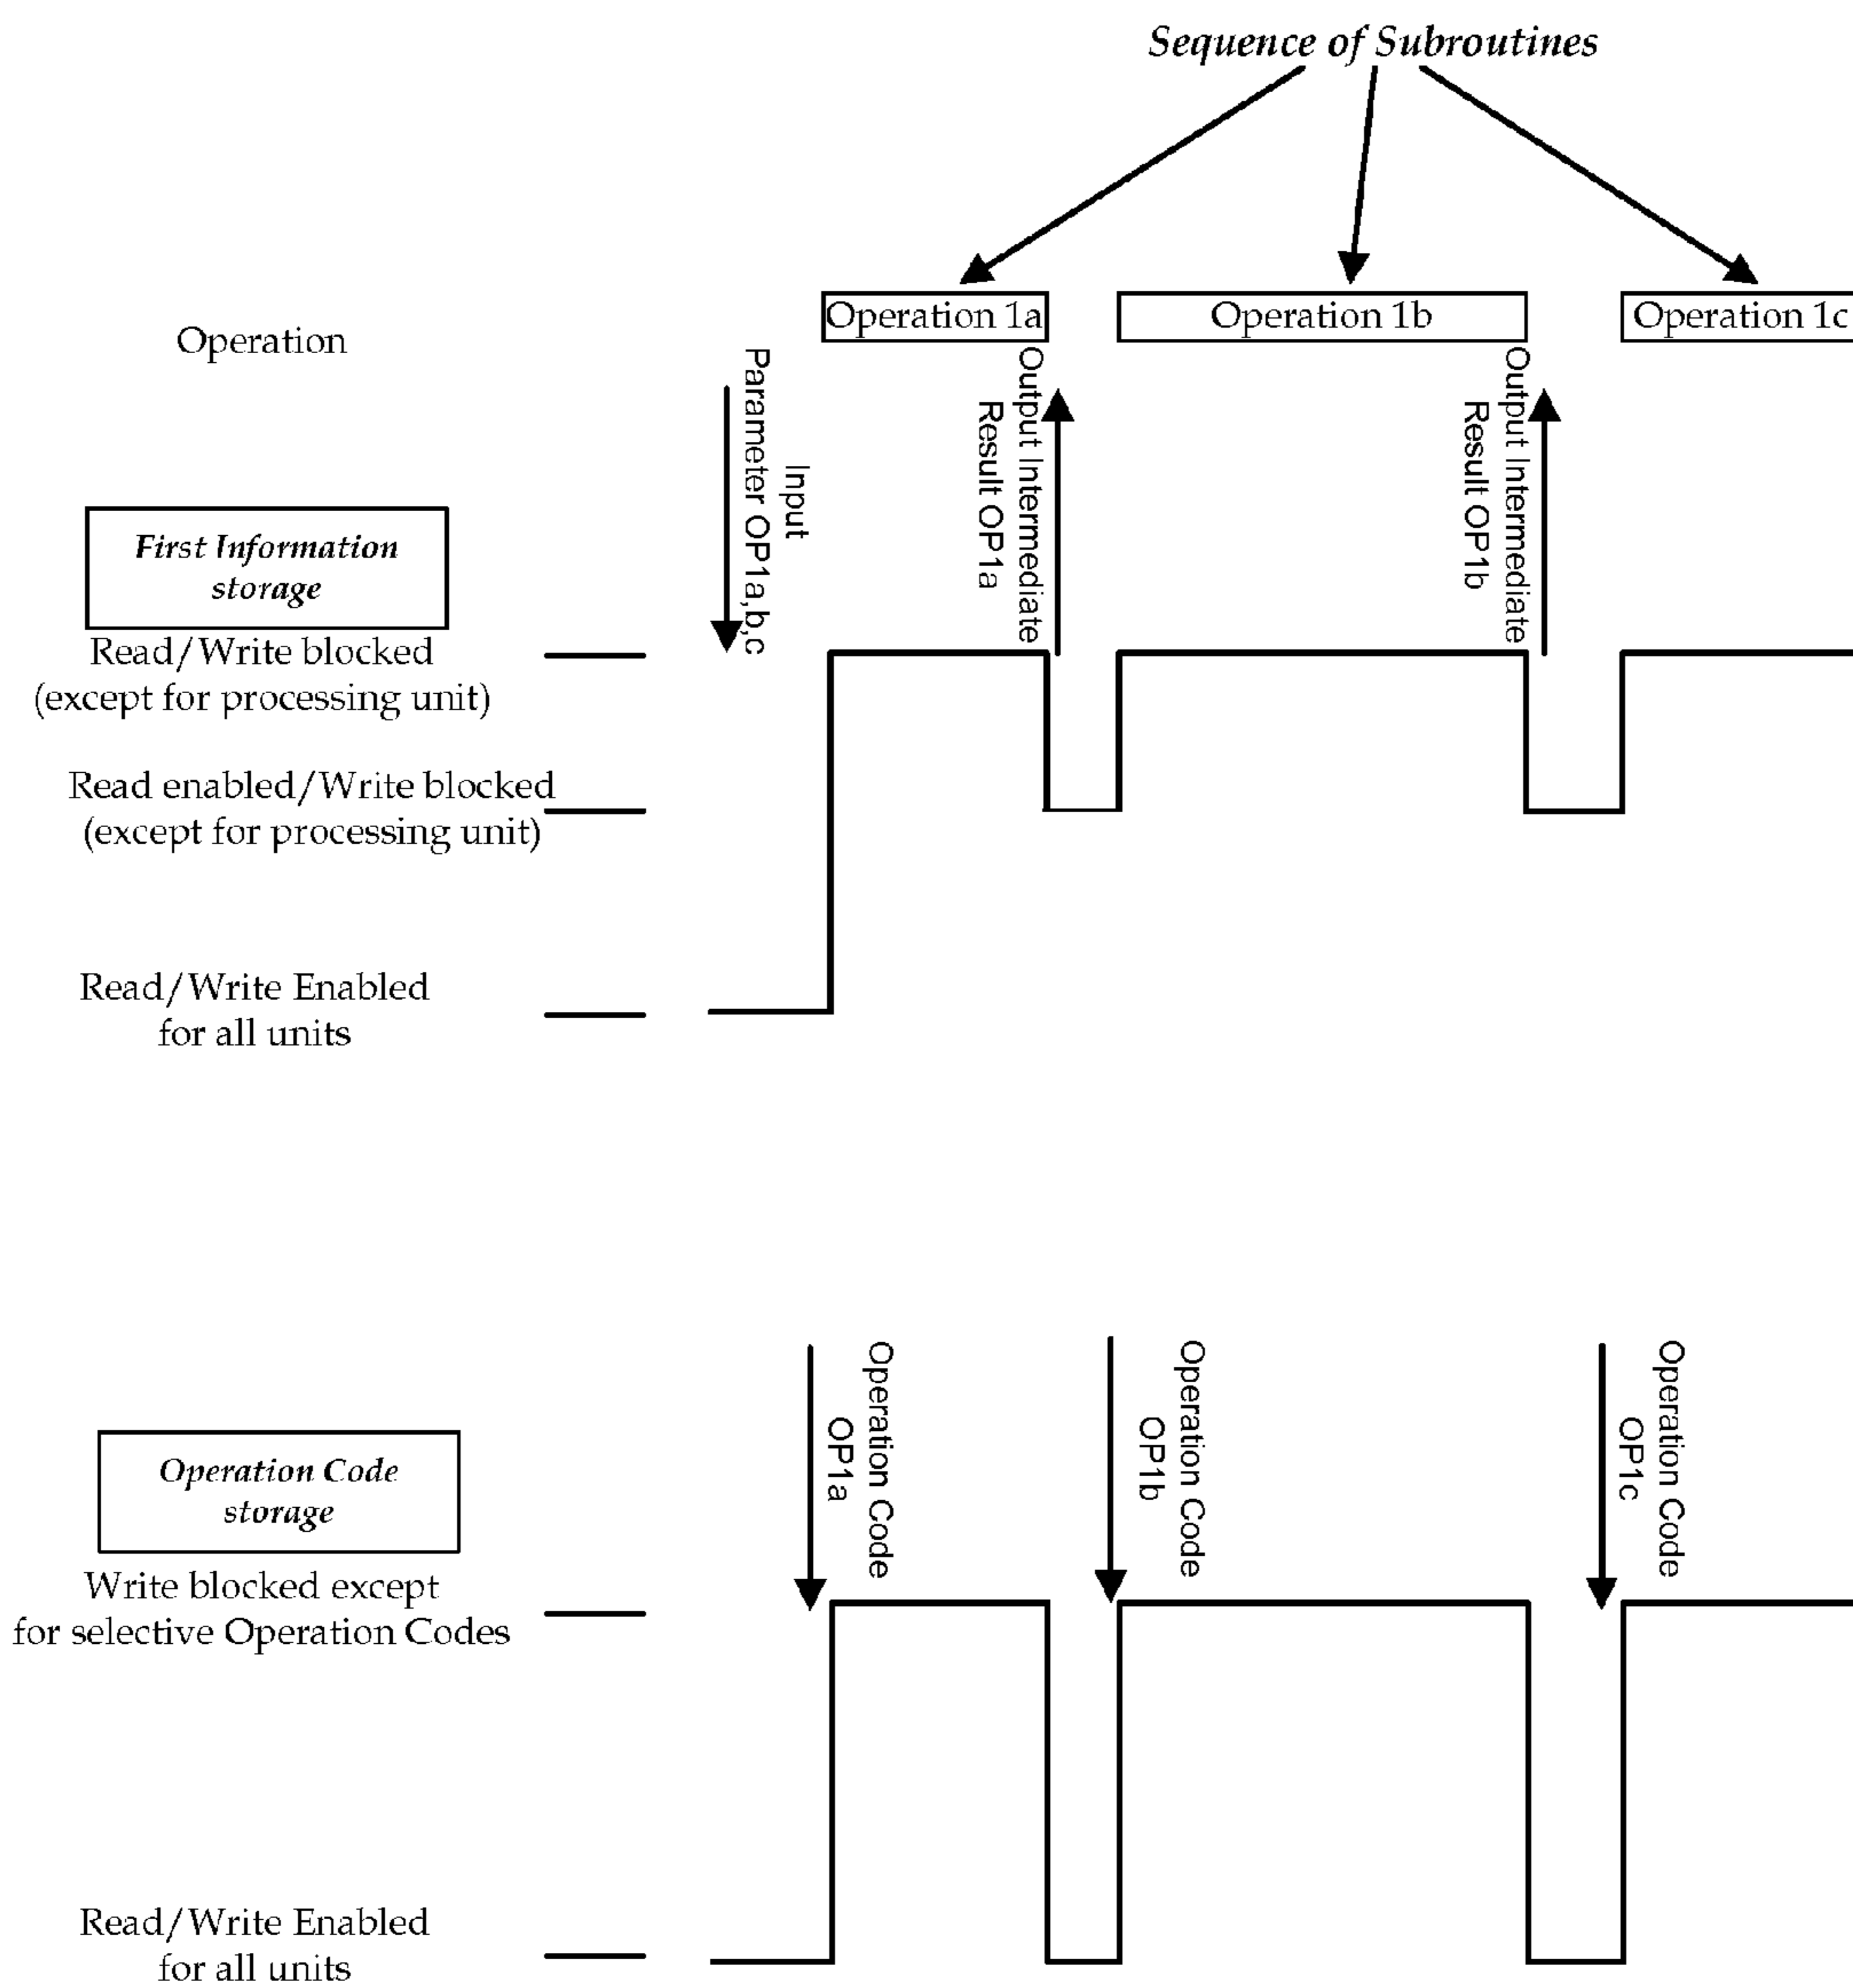 Sequence of Subroutines
Operation 1a
Operation 1b
Operation 1c
Operation
Input
Parameter OP1a,b,c
Output Intermediate
Result OP1a
Output Intermediate
Result OP1b
First Information
storage
Read/Write blocked
(except for processing unit)
Read enabled/Write blocked
(except for processing unit)
Read/Write Enabled
for all units
Operation Code
OP1a
Operation Code
OP1b
Operation Code
OP1c
Operation Code
storage
Write blocked except
for selective Operation Codes
Read/Write Enabled
for all units